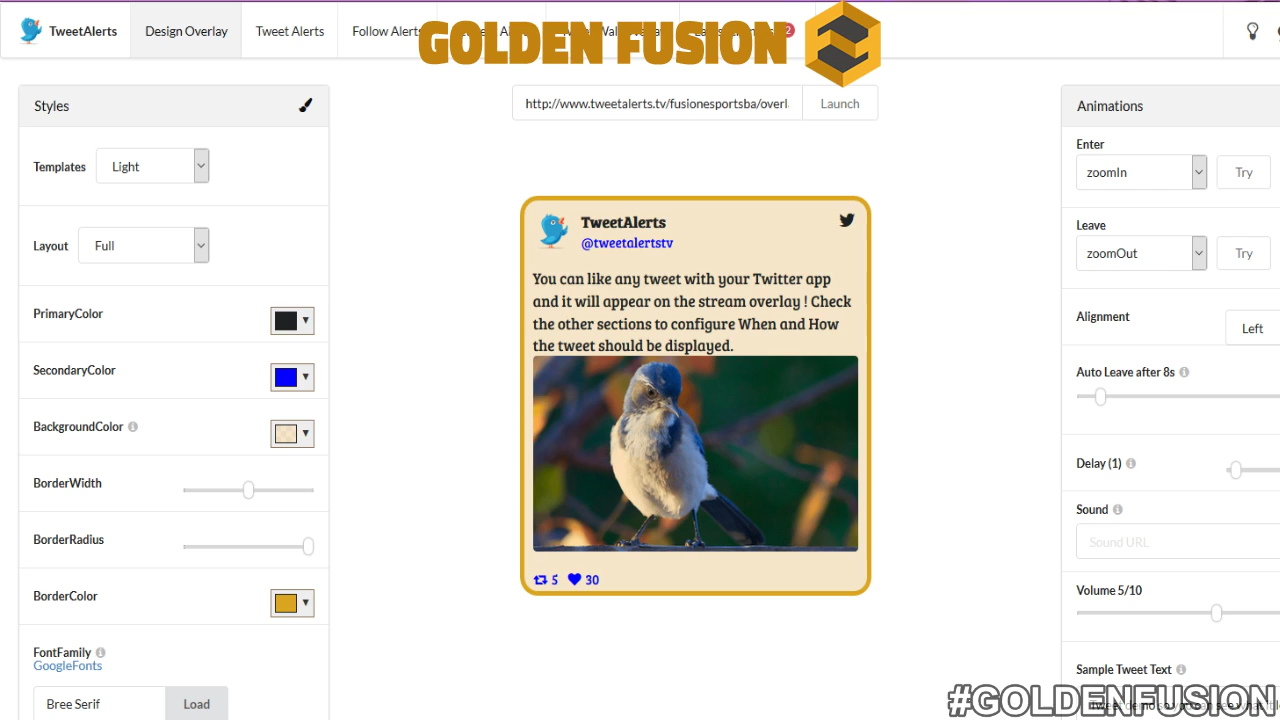 TweetAlerts
Design Overlay
Tweet Alerts
Follow Alerts
GOLDEN FUSION
2
Styles
Templates
Light
Layout
Full
PrimaryColor
SecondaryColor
BackgroundColor
BorderWidth
BorderRadius
BorderColor
FontFamily
GoogleFonts
Bree Serif
Load
http://www.tweetalerts.tv/fusionesportsba/overl
Launch
TweetAlerts
@tweetalertstv
You can like any tweet with your Twitter app
and it will appear on the stream overlay ! Check
the other sections to configure When and How
the tweet should be displayed.
5
30
Animations
Enter
zoomIn
Try
Leave
zoomOut
Try
Alignment
Left
Auto Leave after 8s
Delay (1)
Sound
Sound URL
Volume 5/10
Sample Tweet Text
#GOLDENFUSION